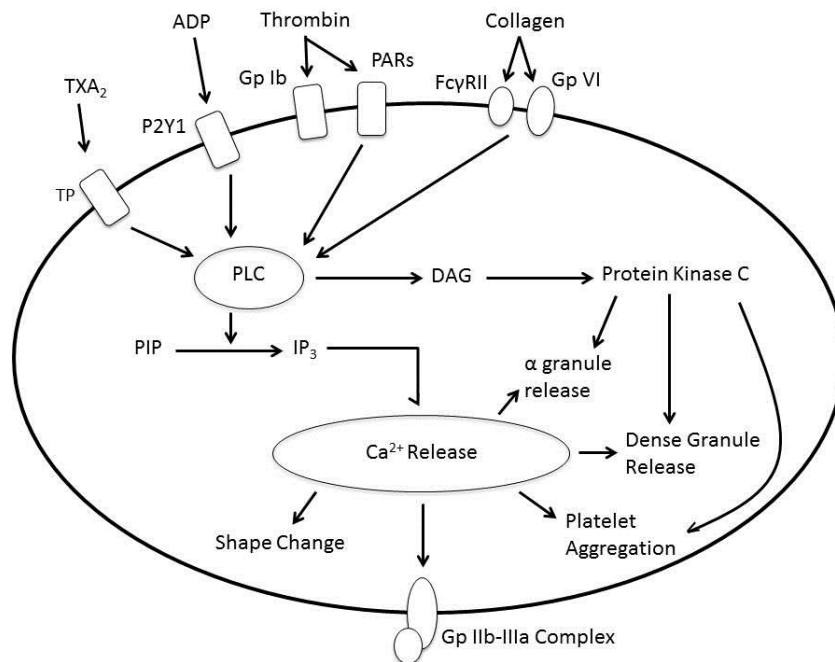 ADP
Thrombin
Collagen
TXA₂
Gp Ib
PARs
FcγRII
Gp VI
P2Y1
TP
PLC
DAG
Protein Kinase C
PIP
IP₃
α granule
release
Ca²⁺ Release
Dense Granule
Release
Shape Change
Platelet
Aggregation
Gp IIb-IIIa Complex